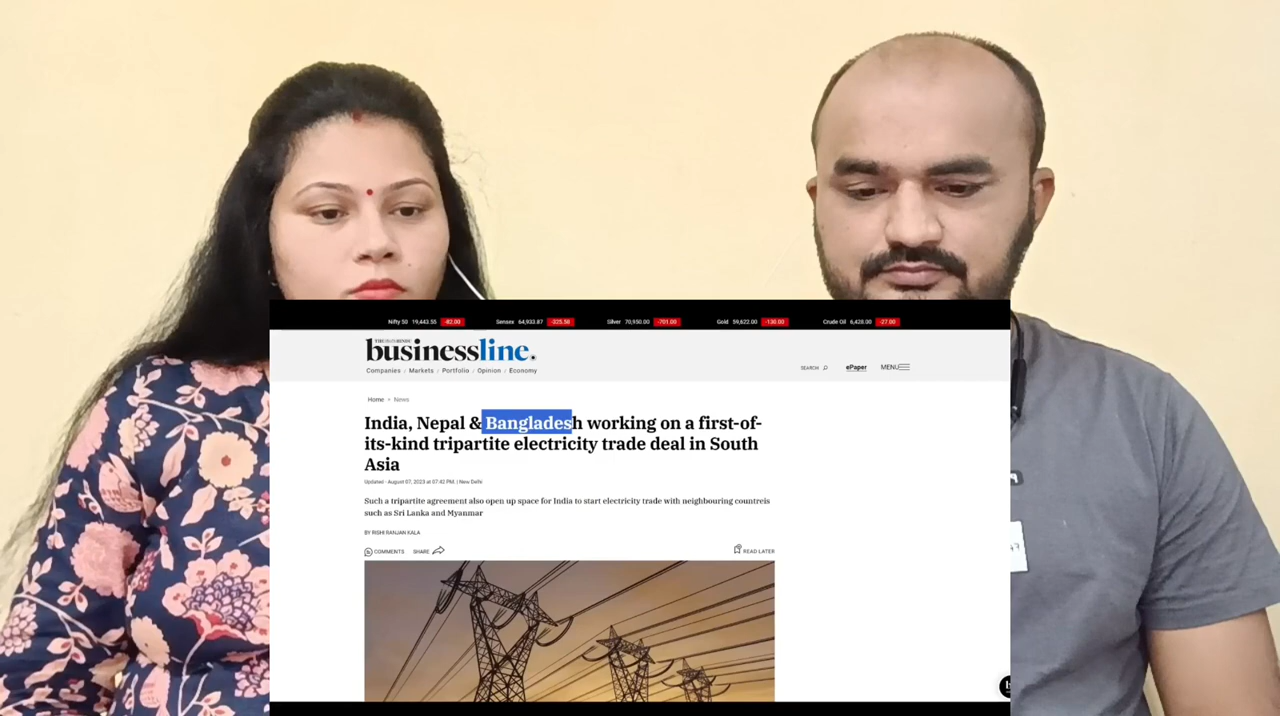 Nifty 50 19,443.55 -82.00 Sensex 64,933.87 -325.58 Silver 70,950.00 -701.00 Gold 59,622.00 -130.00 Crude Oil 6,428.00 -27.00
businessline.
Companies / Markets / Portfolio / Opinion / Economy
SEARCH ePaper MENU
Home News
India, Nepal & Bangladesh working on a first-of-
its-kind tripartite electricity trade deal in South
Asia
Updated - August 07, 2023 at 07:42 PM. | New Delhi
Such a tripartite agreement also open up space for India to start electricity trade with neighbouring countreis
such as Sri Lanka and Myanmar
BY RISHI RANJAN KALA
COMMENTS SHARE READ LATER